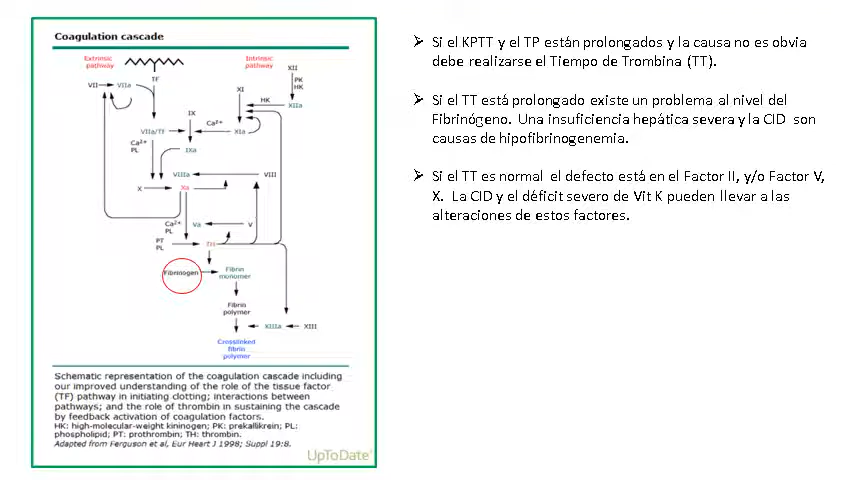 Coagulation cascade
Extrinsic
pathway
Intrinsic
pathway
XII
TF
PK
HK
VII
VIIa
XI
HK
XIIa
IX
Ca2+
VIIa/TF
XIa
Ca2+
PL
IXa
VIIIa
VIII
X
Xa
Ca2+
PL
Va
V
PT
PL
TH
Fibrinogen
Fibrin
monomer
Fibrin
polymer
XIIIa
XIII
Crosslinked
fibrin
polymer
Schematic representation of the coagulation cascade including
our improved understanding of the role of the tissue factor
(TF) pathway in initiating clotting; interactions between
pathways; and the role of thrombin in sustaining the cascade
by feedback activation of coagulation factors.
HK: high-molecular-weight kininogen; PK: prekallikrein; PL:
phospholipid; PT: prothrombin; TH: thrombin.
Adapted from Ferguson et al, Eur Heart J 1998; Suppl 19:8.
UpToDate
Si el KPTT y el TP están prolongados y la causa no es obvia
debe realizarse el Tiempo de Trombina (TT).
Si el TT está prolongado existe un problema al nivel del
Fibrinógeno. Una insuficiencia hepática severa y la CID son
causas de hipofibrinogenemia.
Si el TT es normal el defecto está en el Factor II, y/o Factor V,
X. La CID y el déficit severo de Vit K pueden llevar a las
alteraciones de estos factores.